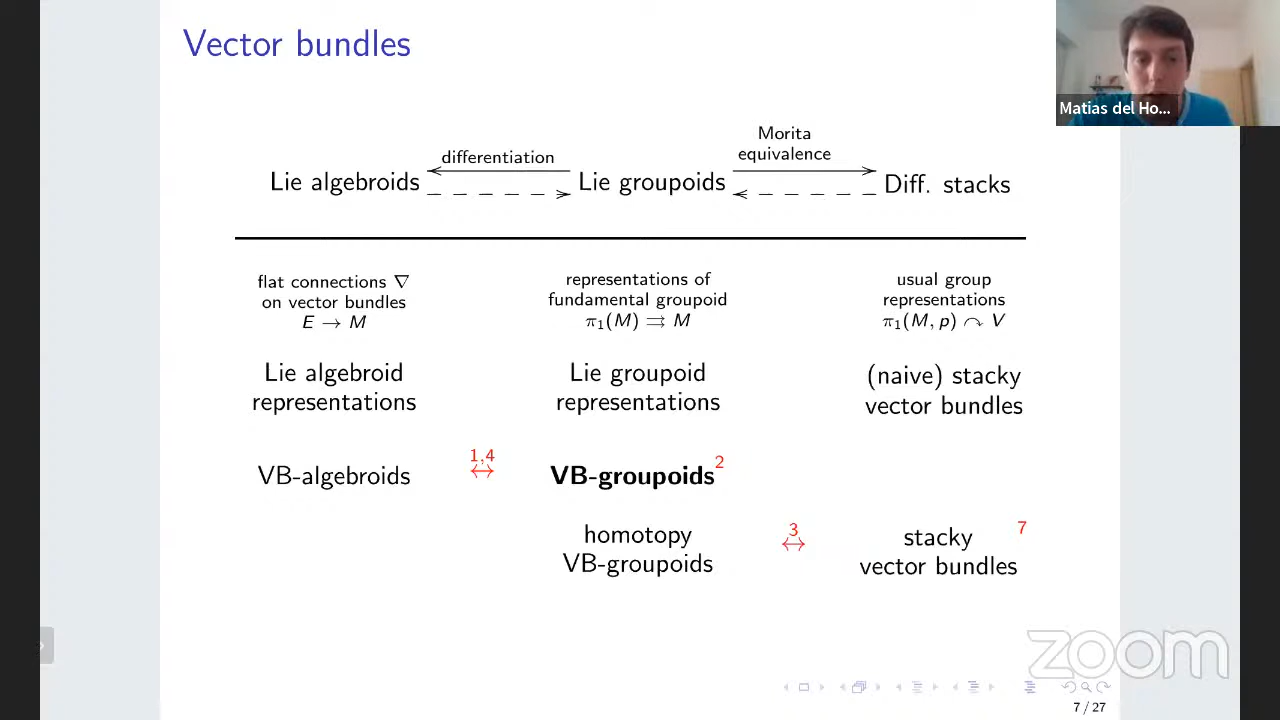 Vector bundles
Matias del Ho...
differentiation
Morita
equivalence
Lie algebroids
Lie groupoids
Diff. stacks
flat connections ∇
on vector bundles
E → M
representations of
fundamental groupoid
π₁(M) ⇉ M
usual group
representations
π₁(M, p) ↷ V
Lie algebroid
representations
Lie groupoid
representations
(naive) stacky
vector bundles
VB-algebroids
1,4
↔
VB-groupoids²
homotopy
VB-groupoids
3
↔
stacky
vector bundles
7
zoom
7 / 27